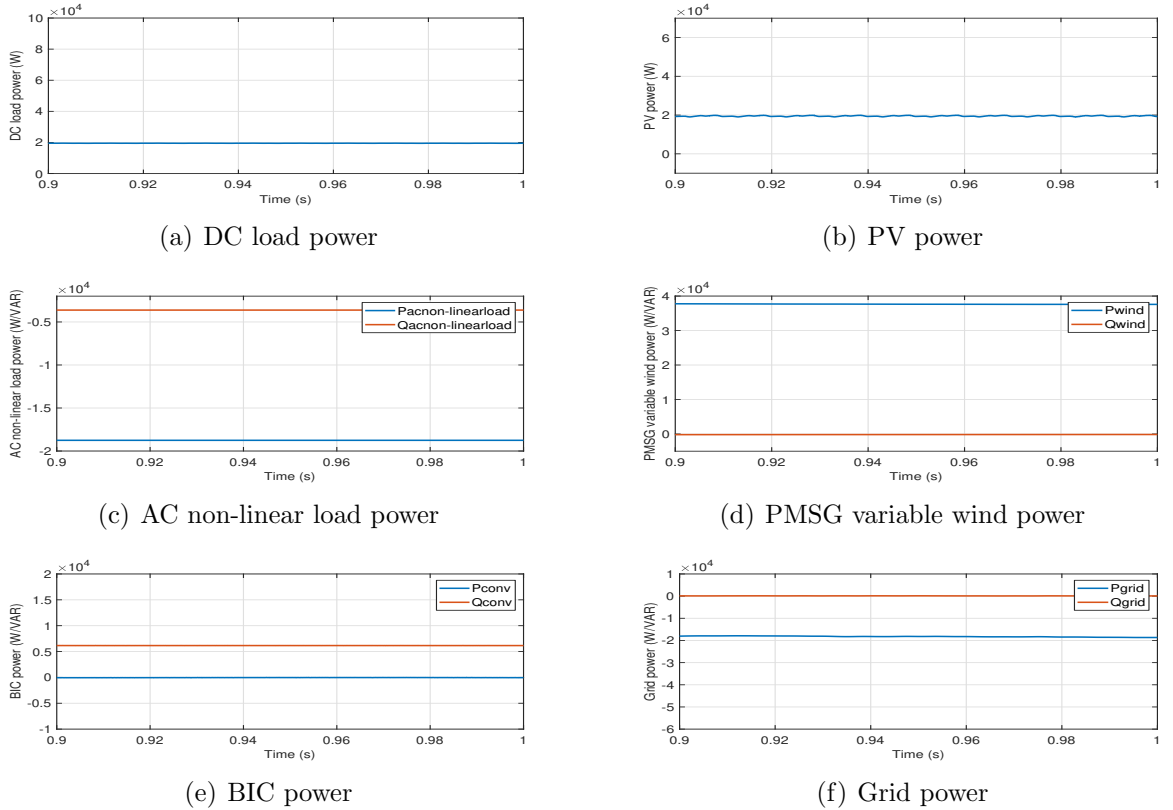 ×10⁴
10
8
6
4
2
0
DC load power (W)
0.9 0.92 0.94 0.96 0.98 1
Time (s)
(a) DC load power
×10⁴
6
4
2
0
PV power (W)
0.9 0.92 0.94 0.96 0.98 1
Time (s)
(b) PV power
×10⁴
-0.5
-1
-1.5
-2
AC non-linear load power (W/VAR)
Pacnon-linearload
Qacnon-linearload
0.9 0.92 0.94 0.96 0.98 1
Time (s)
(c) AC non-linear load power
×10⁴
4
3
2
1
0
PMSG variable wind power (W/VAR)
Pwind
Qwind
0.9 0.92 0.94 0.96 0.98 1
Time (s)
(d) PMSG variable wind power
×10⁴
2
1.5
1
0.5
0
-0.5
-1
BIC power (W/VAR)
Pconv
Qconv
0.9 0.92 0.94 0.96 0.98 1
Time (s)
(e) BIC power
×10⁴
1
0
-1
-2
-3
-4
-5
-6
Grid power (W/VAR)
Pgrid
Qgrid
0.9 0.92 0.94 0.96 0.98 1
Time (s)
(f) Grid power